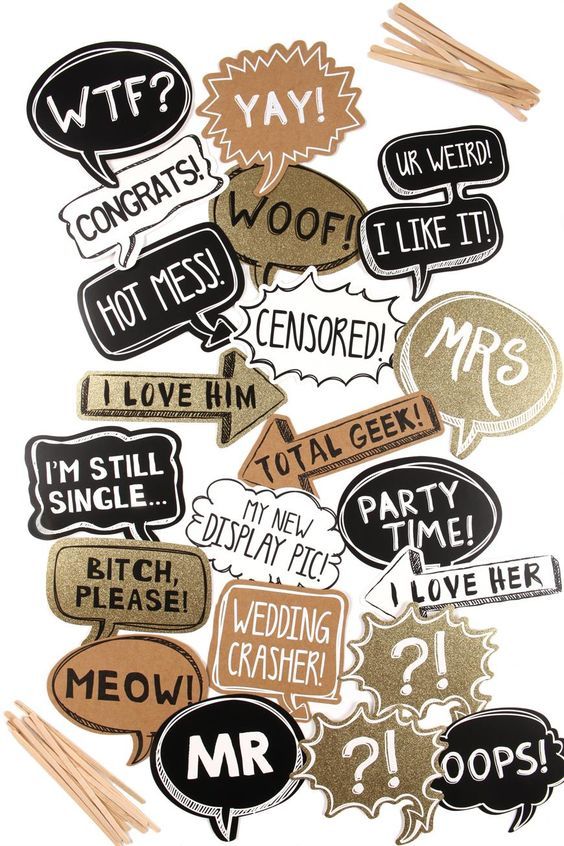 WTF?
YAY!
CONGRATS!
UR WEIRD!
WOOF!
I LIKE IT!
HOT MESS!
CENSORED!
MRS
I LOVE HIM
TOTAL GEEK!
I'M STILL
SINGLE...
MY NEW
DISPLAY PIC!
PARTY
TIME!
BITCH,
PLEASE!
I LOVE HER
WEDDING
CRASHER!
?!
MEOW!
MR
?!
OOPS!